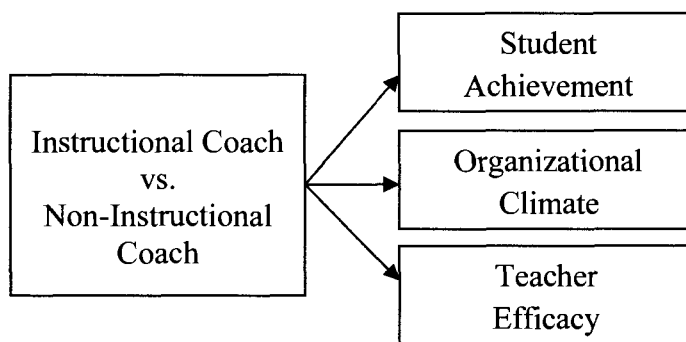 Instructional Coach
vs.
Non-Instructional
Coach
Student
Achievement
Organizational
Climate
Teacher
Efficacy